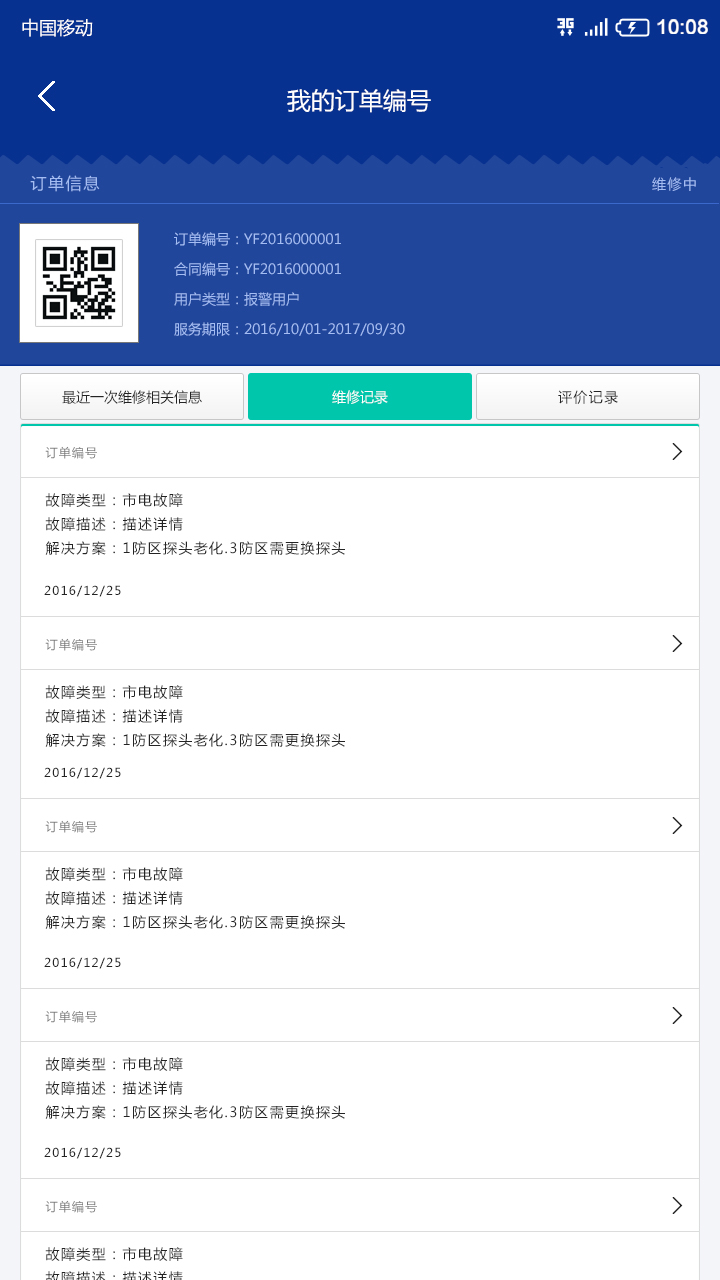 中国移动 3G 10:08
我的订单编号
订单信息 维修中
订单编号：YF2016000001
合同编号：YF2016000001
用户类型：报警用户
服务期限：2016/10/01-2017/09/30
最近一次维修相关信息 维修记录 评价记录
订单编号
故障类型：市电故障
故障描述：描述详情
解决方案：1防区探头老化.3防区需更换探头
2016/12/25
订单编号
故障类型：市电故障
故障描述：描述详情
解决方案：1防区探头老化.3防区需更换探头
2016/12/25
订单编号
故障类型：市电故障
故障描述：描述详情
解决方案：1防区探头老化.3防区需更换探头
2016/12/25
订单编号
故障类型：市电故障
故障描述：描述详情
解决方案：1防区探头老化.3防区需更换探头
2016/12/25
订单编号
故障类型：市电故障
故障描述：描述详情